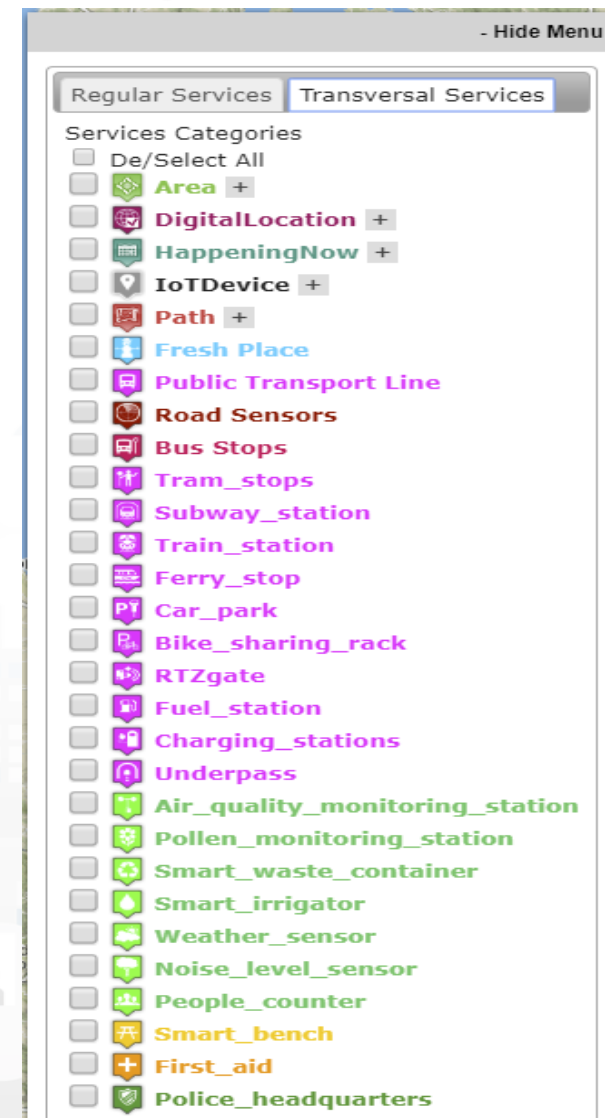 - Hide Menu
Regular Services Transversal Services
Services Categories
De/Select All
Area +
DigitalLocation +
HappeningNow +
IoTDevice +
Path +
Fresh Place
Public Transport Line
Road Sensors
Bus Stops
Tram_stops
Subway_station
Train_station
Ferry_stop
Car_park
Bike_sharing_rack
RTZgate
Fuel_station
Charging_stations
Underpass
Air_quality_monitoring_station
Pollen_monitoring_station
Smart_waste_container
Smart_irrigator
Weather_sensor
Noise_level_sensor
People_counter
Smart_bench
First_aid
Police_headquarters